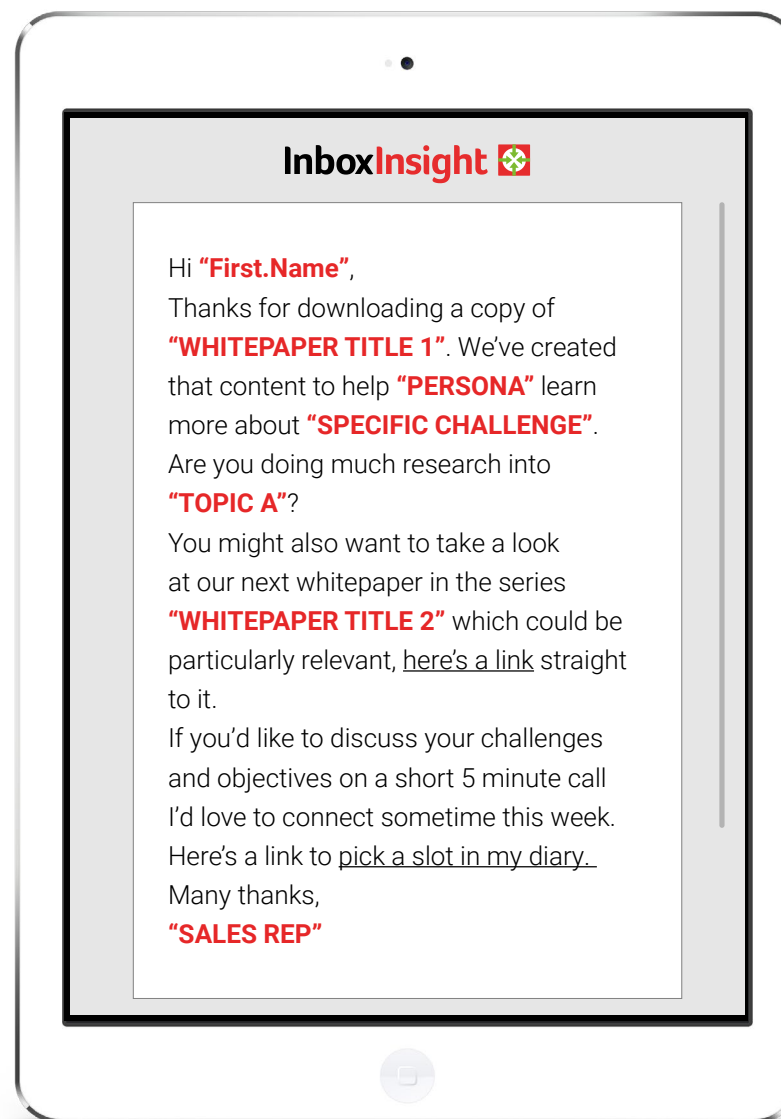 InboxInsight
Hi “First.Name”,
Thanks for downloading a copy of
“WHITEPAPER TITLE 1”. We’ve created
that content to help “PERSONA” learn
more about “SPECIFIC CHALLENGE”.
Are you doing much research into
“TOPIC A”?
You might also want to take a look
at our next whitepaper in the series
“WHITEPAPER TITLE 2” which could be
particularly relevant, here’s a link straight
to it.
If you’d like to discuss your challenges
and objectives on a short 5 minute call
I’d love to connect sometime this week.
Here’s a link to pick a slot in my diary.
Many thanks,
“SALES REP”